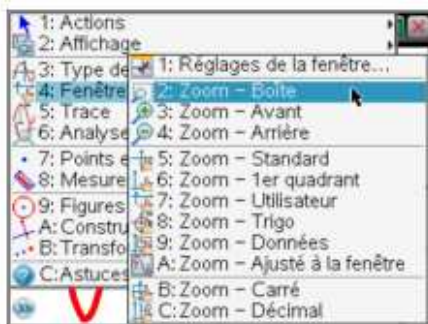 1: Actions
2: Affichage
3: Type de
4: Fenêtre
5: Trace
6: Analyse
7: Points e
8: Mesure
9: Figures
A: Constru
B: Transfo
C: Astuces
1: Réglages de la fenêtre...
2: Zoom – Boîte
3: Zoom – Avant
4: Zoom – Arrière
5: Zoom – Standard
6: Zoom – 1er quadrant
7: Zoom – Utilisateur
8: Zoom – Trigo
9: Zoom – Données
A: Zoom – Ajusté à la fenêtre
B: Zoom – Carré
C: Zoom – Décimal